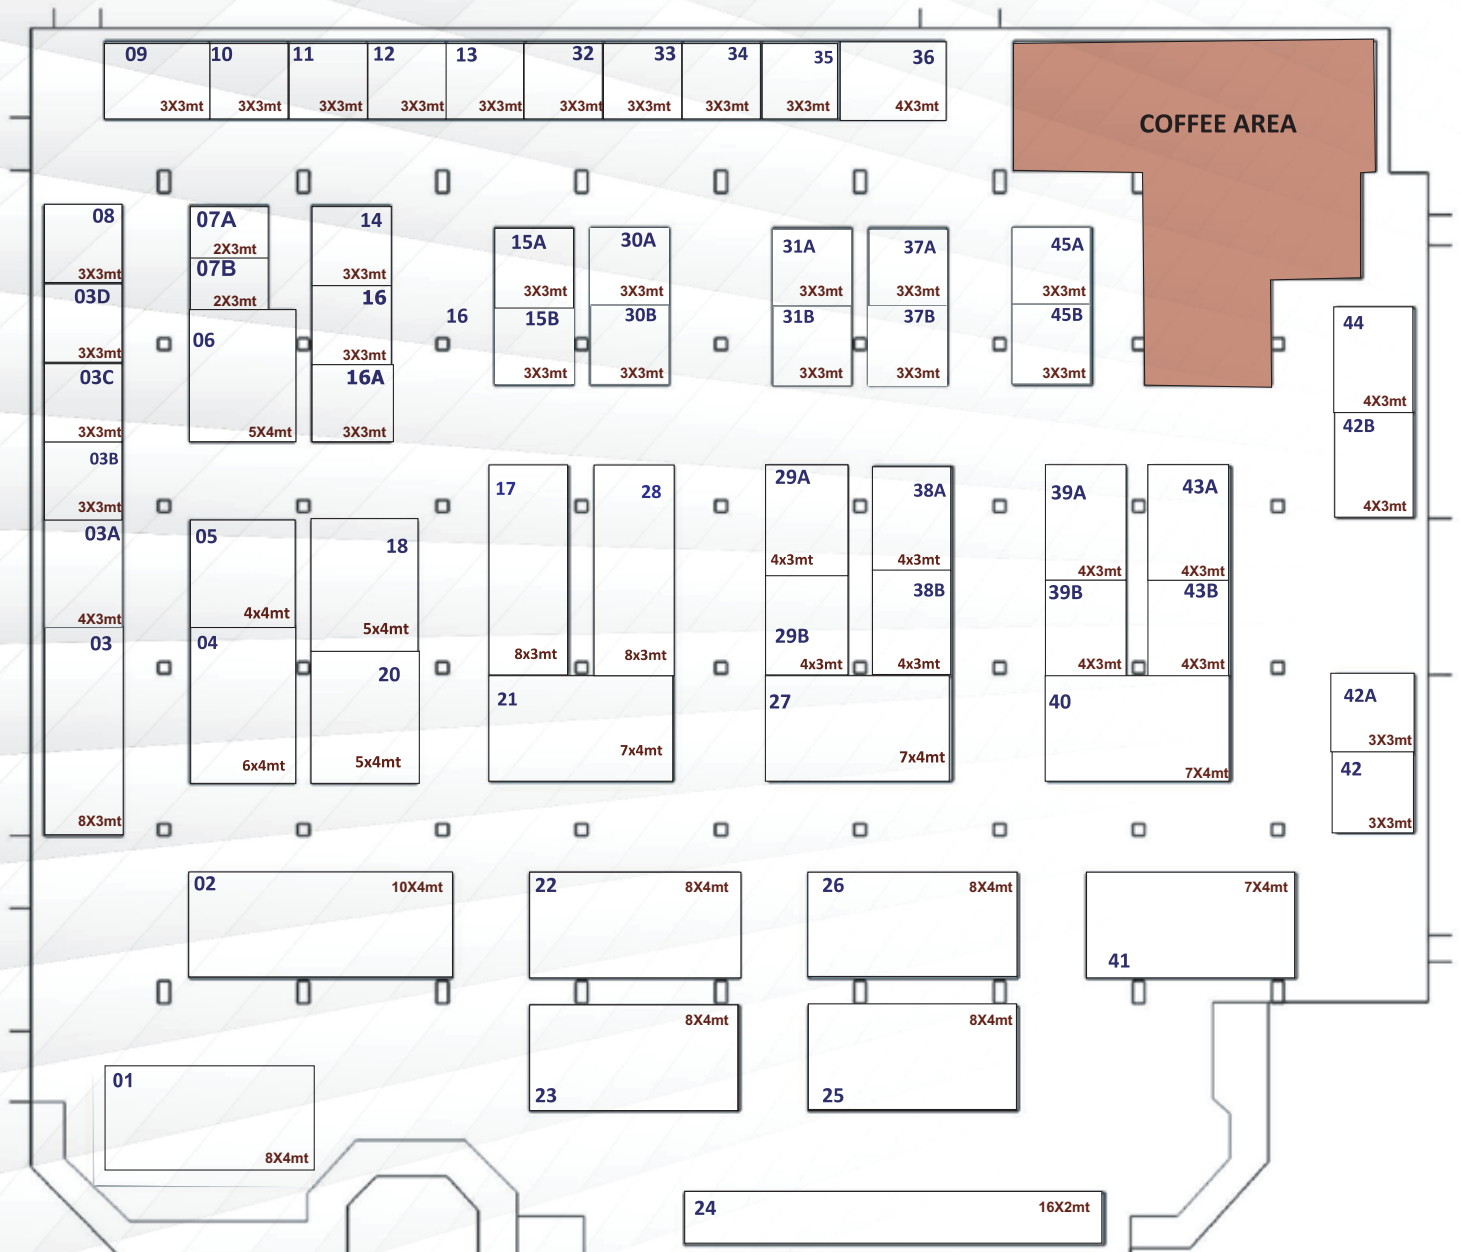 09 10 11 12 13 32 33 34 35 36
3X3mt 3X3mt 3X3mt 3X3mt 3X3mt 3X3mt 3X3mt 3X3mt 3X3mt 4X3mt
COFFEE AREA
08
3X3mt
03D
3X3mt
03C
3X3mt
03B
3X3mt
03A
4X3mt
03
8X3mt
07A
2X3mt
07B
2X3mt
06
5X4mt
14
3X3mt
16
3X3mt
16A
3X3mt
16
15A
3X3mt
15B
3X3mt
30A
3X3mt
30B
3X3mt
31A
3X3mt
31B
3X3mt
37A
3X3mt
37B
3X3mt
45A
3X3mt
45B
3X3mt
44
4X3mt
42B
4X3mt
05
4x4mt
04
6x4mt
18
5x4mt
20
5x4mt
17
8x3mt
28
8x3mt
21
7x4mt
29A
4x3mt
29B
4x3mt
38A
4x3mt
38B
4x3mt
27
7x4mt
39A
4X3mt
39B
4X3mt
43A
4X3mt
43B
4X3mt
40
7X4mt
42A
3X3mt
42
3X3mt
02
10X4mt
22
8X4mt
26
8X4mt
7X4mt
41
8X4mt
23
8X4mt
25
01
8X4mt
24
16X2mt